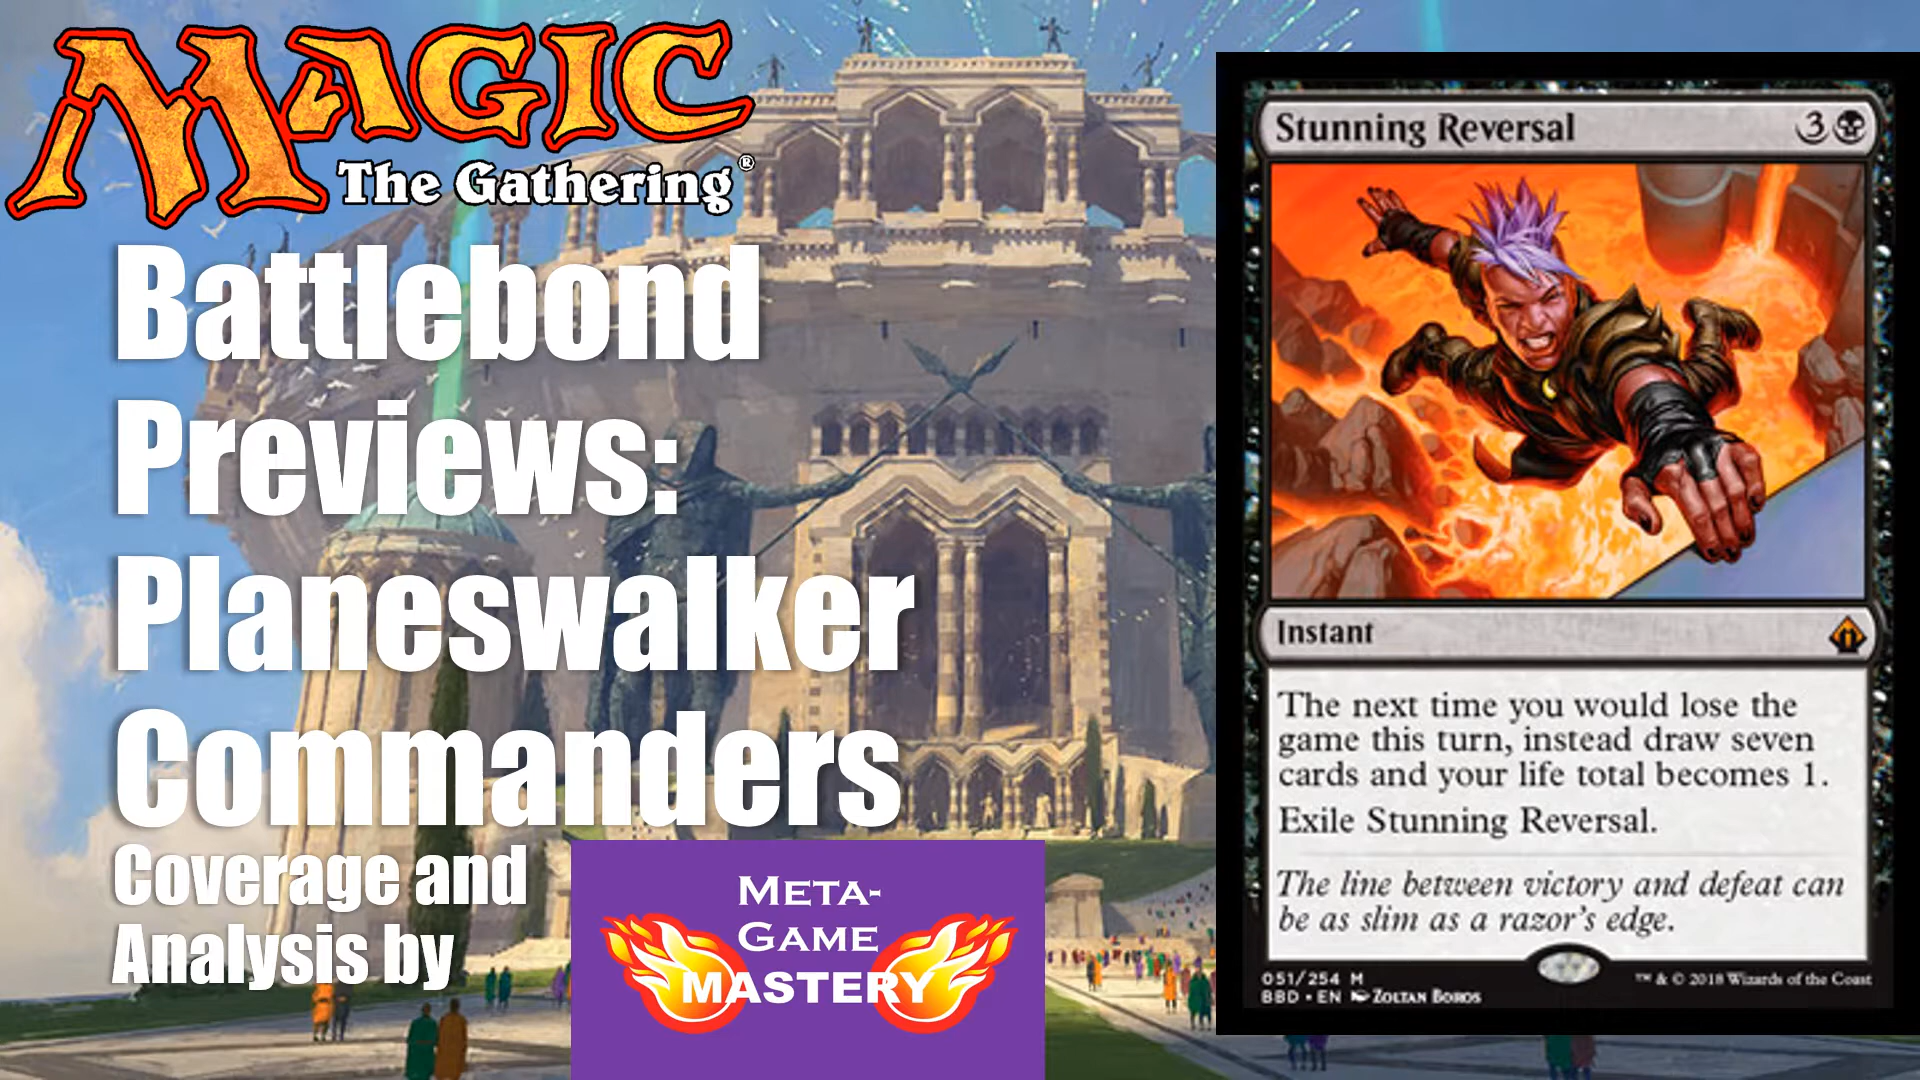 MAGIC
The Gathering®
Battlebond
Previews:
Planeswalker
Commanders
Coverage and
Analysis by
META-
GAME
MASTERY
Stunning Reversal 3
Instant
The next time you would lose the
game this turn, instead draw seven
cards and your life total becomes 1.
Exile Stunning Reversal.
The line between victory and defeat can
be as slim as a razor's edge.
051/254 M
BBD • EN Zoltan Boros
™ & © 2018 Wizards of the Coast